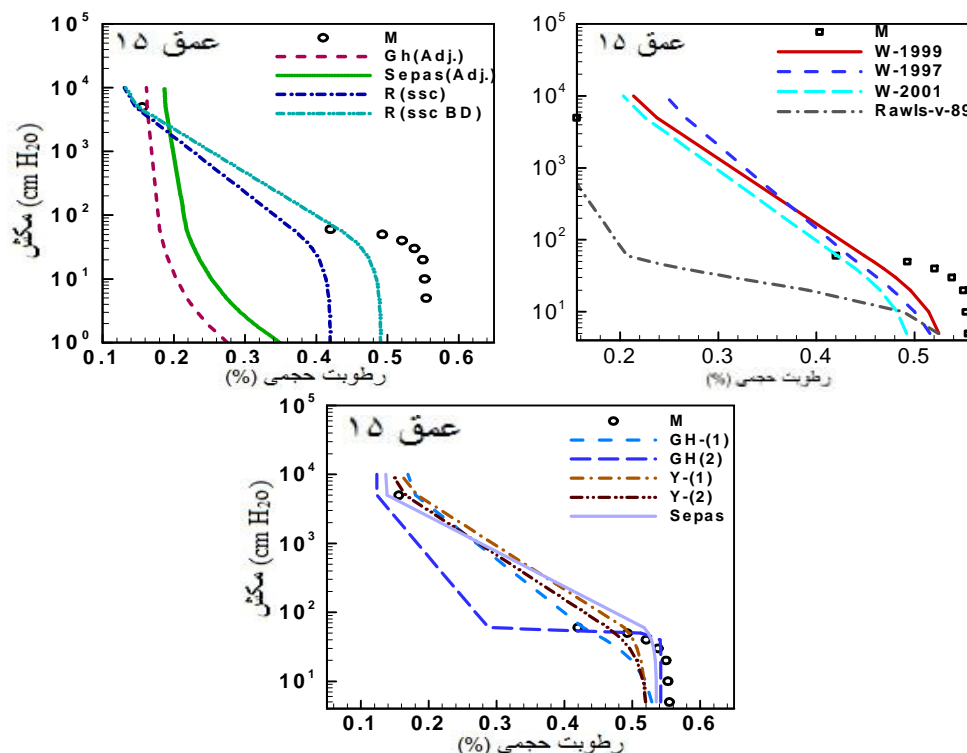 عمق ۱۵
M
Gh(Adj.)
Sepas(Adj.)
R(ssc)
R(ssc BD)
10⁵
10⁴
10³
10²
10¹
10⁰
مکش (cm H₂O)
0.1 0.2 0.3 0.4 0.5 0.6
رطوبت حجمی (%)
عمق ۱۵
M
W-1999
W-1997
W-2001
Rawls-v-89
10⁵
10⁴
10³
10²
10¹
0.2 0.3 0.4 0.5
رطوبت حجمی (%)
عمق ۱۵
M
GH-(1)
GH(2)
Y-(1)
Y-(2)
Sepas
10⁵
10⁴
10³
10²
10¹
مکش (cm H₂O)
0.1 0.2 0.3 0.4 0.5 0.6
رطوبت حجمی (%)